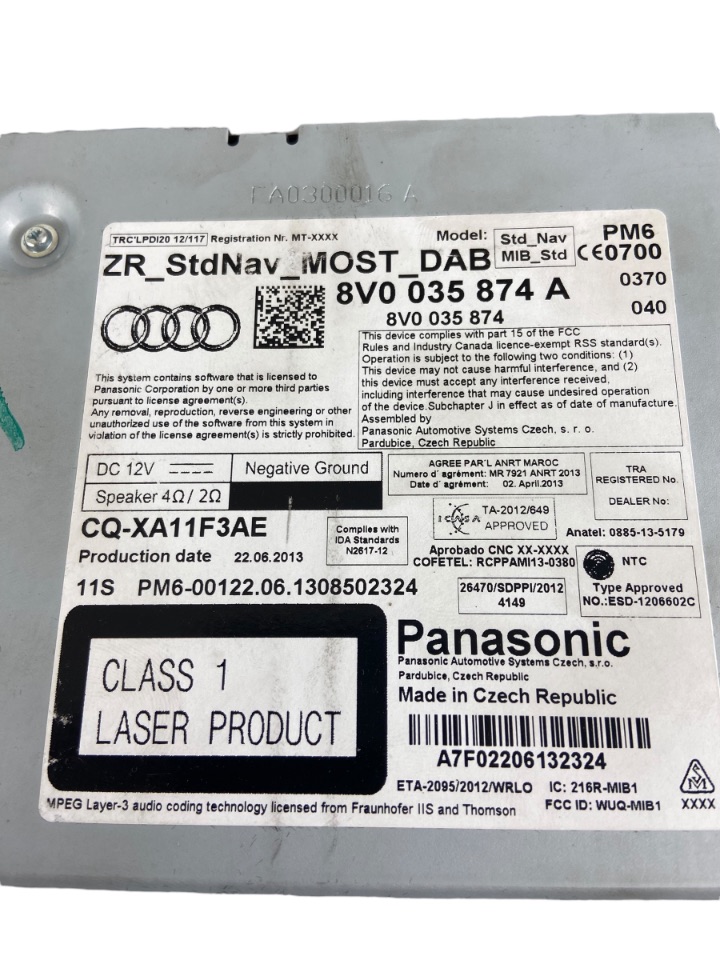 FA0300016 A
TRC'LPDI20 12/117 Registration Nr. MT-XXXX
Model: Std_Nav MIB_Std
PM6
CE0700
ZR_StdNav_MOST_DAB
8V0 035 874 A
0370
8V0 035 874
040
This system contains software that is licensed to
Panasonic Corporation by one or more third parties
pursuant to license agreement(s).
Any removal, reproduction, reverse engineering or other
unauthorized use of the software from this system in
violation of the license agreement(s) is strictly prohibited.
This device complies with part 15 of the FCC
Rules and Industry Canada licence-exempt RSS standard(s).
Operation is subject to the following two conditions: (1)
This device may not cause harmful interference, and (2)
this device must accept any interference received,
including interference that may cause undesired operation
of the device.Subchapter J in effect as of date of manufacture.
Assembled by
Panasonic Automotive Systems Czech, s. r. o.
Pardubice, Czech Republic
DC 12V Negative Ground
Speaker 4Ω/ 2Ω
AGREE PAR'L ANRT MAROC
Numero d' agrément: MR 7921 ANRT 2013
Date d' agrément: 02. April.2013
TRA
REGISTERED No.
DEALER No:
CQ-XA11F3AE
Production date 22.06.2013
Complies with
IDA Standards
N2617-12
ICASA
TA-2012/649
APPROVED
Anatel: 0885-13-5179
Aprobado CNC XX-XXXX
COFETEL: RCPPAMI13-0380
NTC
Type Approved
NO.:ESD-1206602C
11S PM6-00122.06.1308502324
26470/SDPPI/2012
4149
CLASS 1
LASER PRODUCT
Panasonic
Panasonic Automotive Systems Czech, s.r.o.
Pardubice, Czech Republic
Made in Czech Republic
A7F02206132324
ETA-2095/2012/WRLO IC: 216R-MIB1
MPEG Layer-3 audio coding technology licensed from Fraunhofer IIS and Thomson FCC ID: WUQ-MIB1
XXXX